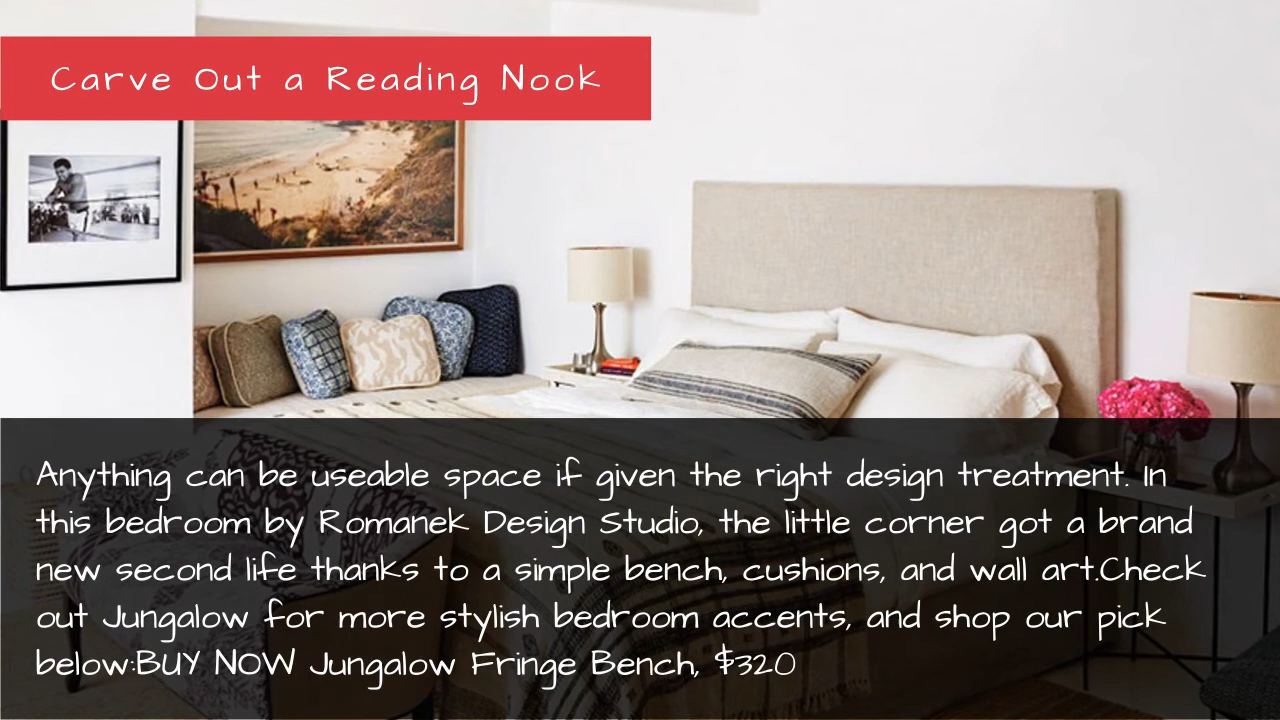 Carve Out a Reading Nook
Anything can be useable space if given the right design treatment. In
this bedroom by Romanek Design Studio, the little corner got a brand
new second life thanks to a simple bench, cushions, and wall art.Check
out Jungalow for more stylish bedroom accents, and shop our pick
below:BUY NOW Jungalow Fringe Bench, $320